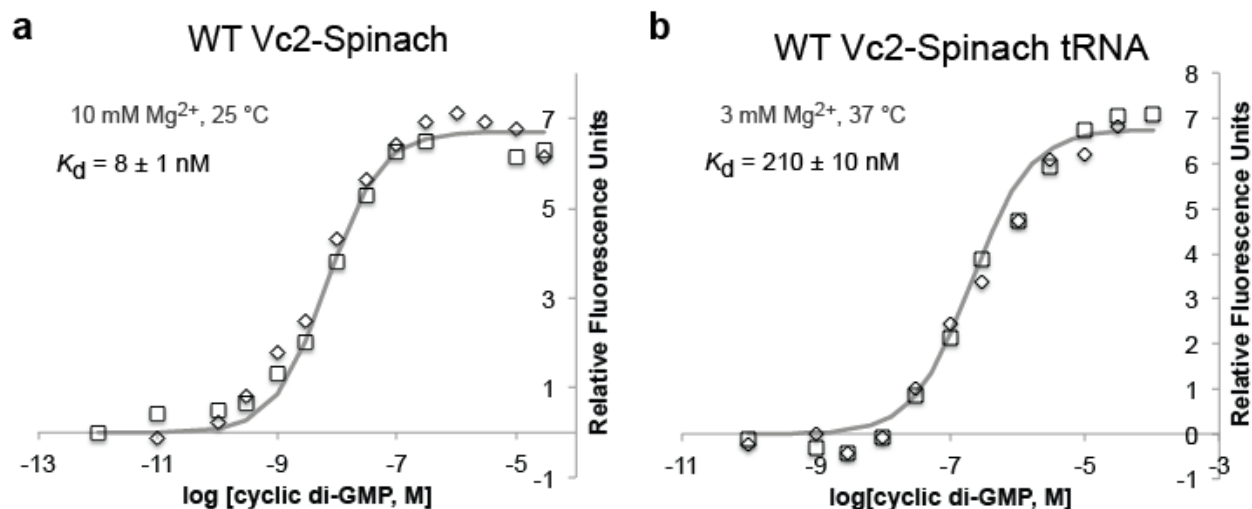 a
WT Vc2-Spinach
10 mM Mg2+, 25 °C
Kd = 8 ± 1 nM
7
5
3
1
-1
Relative Fluorescence Units
-13
-11
-9
-7
-5
log [cyclic di-GMP, M]
b
WT Vc2-Spinach tRNA
3 mM Mg2+, 37 °C
Kd = 210 ± 10 nM
8
7
6
5
4
3
2
1
0
-1
Relative Fluorescence Units
-11
-9
-7
-5
-3
log[cyclic di-GMP, M]